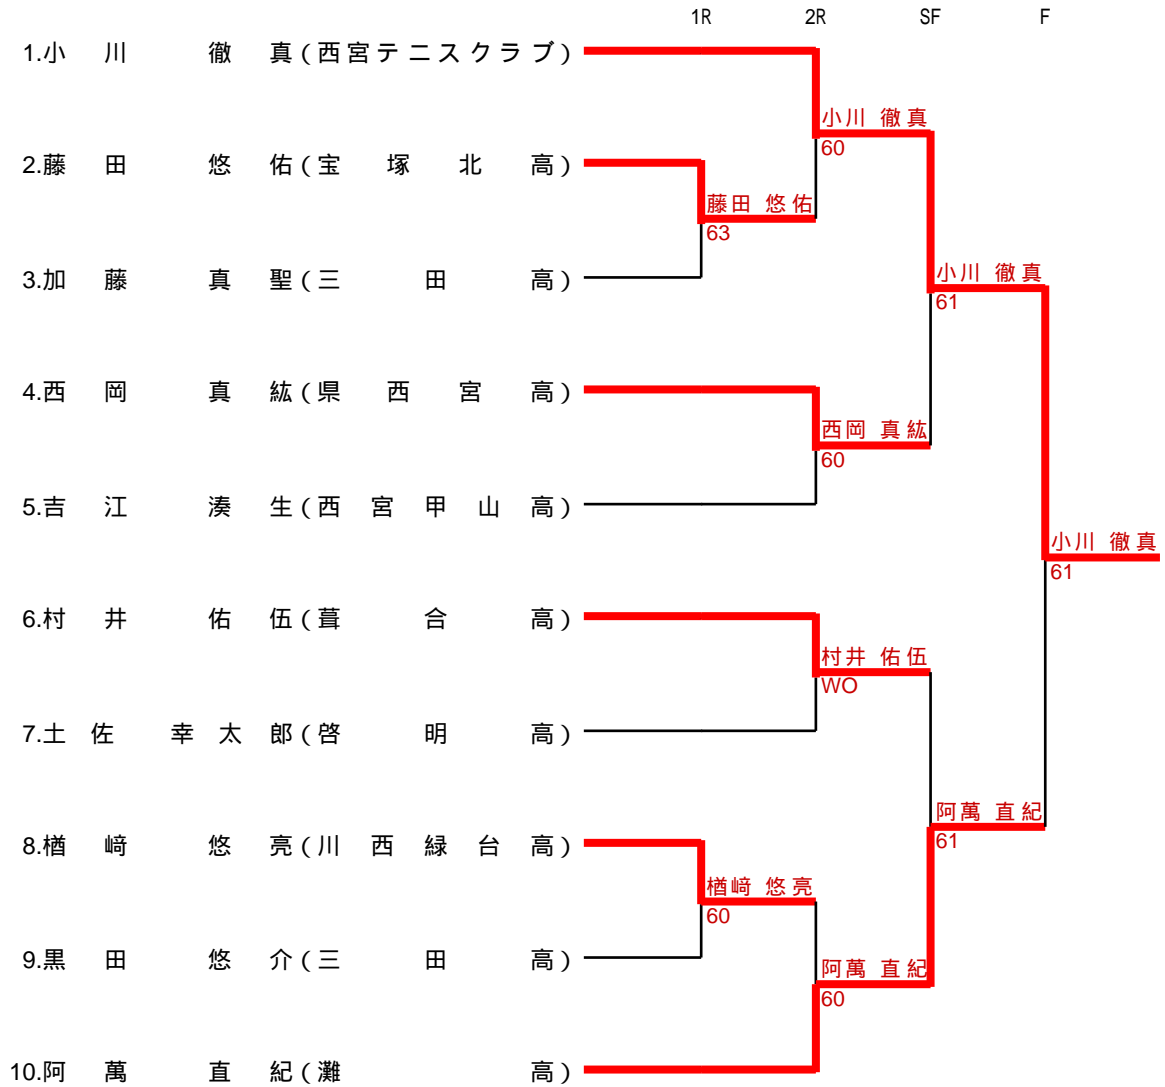 1R 2R SF F
1.小川 徹真(西宮テニスクラブ)
小川 徹真
60
2.藤田 悠佑(宝塚北高)
藤田 悠佑
63
3.加藤 真聖(三田高)
小川 徹真
61
4.西岡 真紘(県西宮高)
西岡 真紘
60
5.吉江 湊生(西宮甲山高)
小川 徹真
61
6.村井 佑伍(葺合高)
村井 佑伍
WO
7.土佐 幸太郎(啓明高)
阿萬 直紀
61
8.楢﨑 悠亮(川西緑台高)
楢﨑 悠亮
60
9.黒田 悠介(三田高)
阿萬 直紀
60
10.阿萬 直紀(灘高)